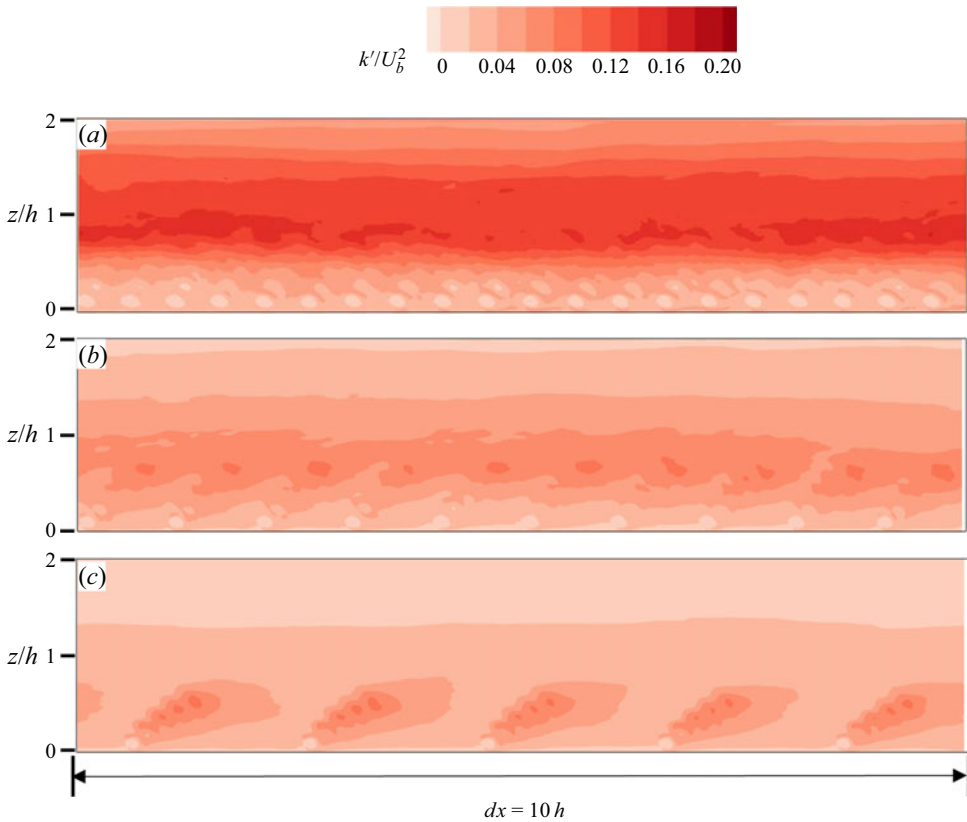 k′/U_b^2 0 0.04 0.08 0.12 0.16 0.20
2 (a)
z/h 1
0
2 (b)
z/h 1
0
2 (c)
z/h 1
0
dx = 10 h